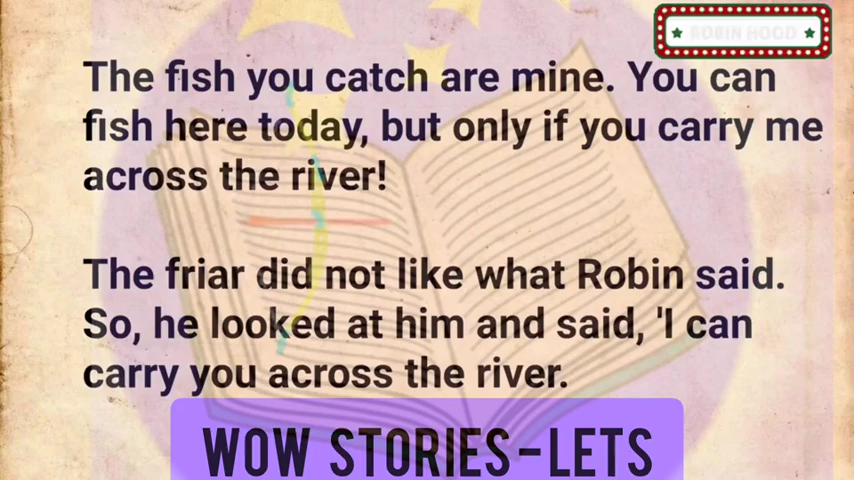 ROBIN HOOD
The fish you catch are mine. You can
fish here today, but only if you carry me
across the river!
The friar did not like what Robin said.
So, he looked at him and said, 'I can
carry you across the river.
WOW STORIES-LETS